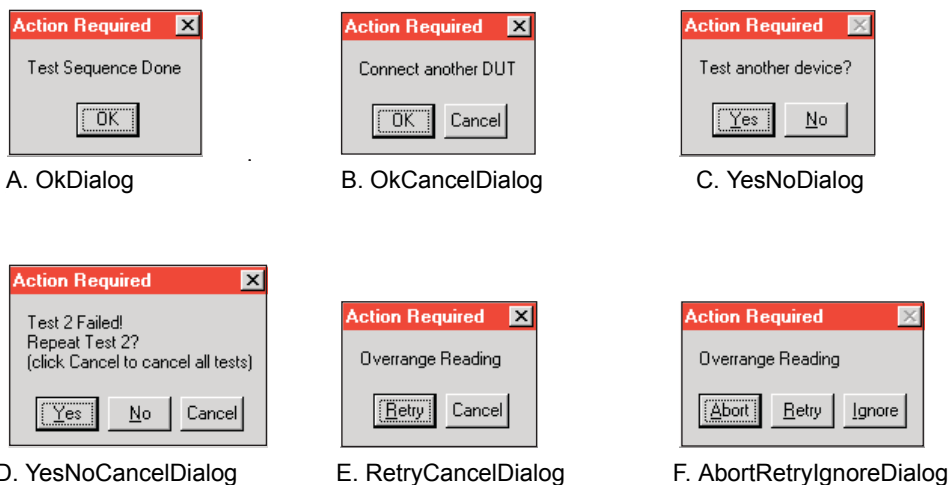 Action Required
Test Sequence Done
OK
A. OkDialog
Action Required
Connect another DUT
OK Cancel
B. OkCancelDialog
Action Required
Test another device?
Yes No
C. YesNoDialog
Action Required
Test 2 Failed!
Repeat Test 2?
(click Cancel to cancel all tests)
Yes No Cancel
D. YesNoCancelDialog
Action Required
Overrange Reading
Retry Cancel
E. RetryCancelDialog
Action Required
Overrange Reading
Abort Retry Ignore
F. AbortRetryIgnoreDialog